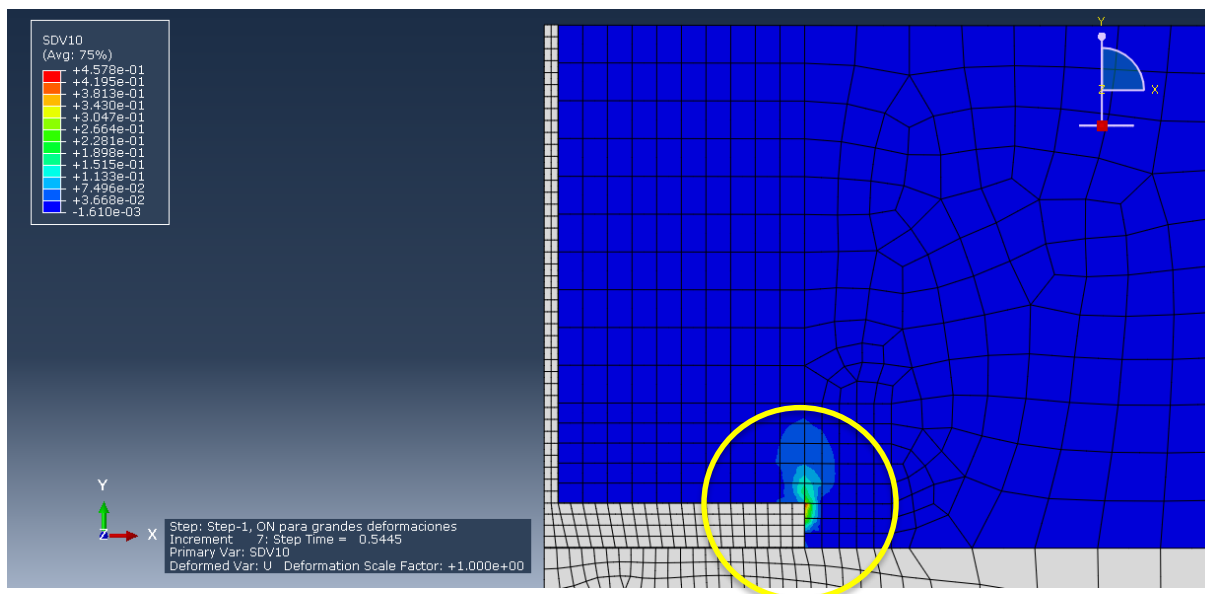 SDV10
(Avg: 75%)
+4.578e-01
+4.195e-01
+3.813e-01
+3.430e-01
+3.047e-01
+2.664e-01
+2.281e-01
+1.898e-01
+1.515e-01
+1.133e-01
+7.496e-02
+3.668e-02
-1.610e-03
Y
Z
X
Y
Z
X
Step: Step-1, ON para grandes deformaciones
Increment 7: Step Time = 0.5445
Primary Var: SDV10
Deformed Var: U Deformation Scale Factor: +1.000e+00